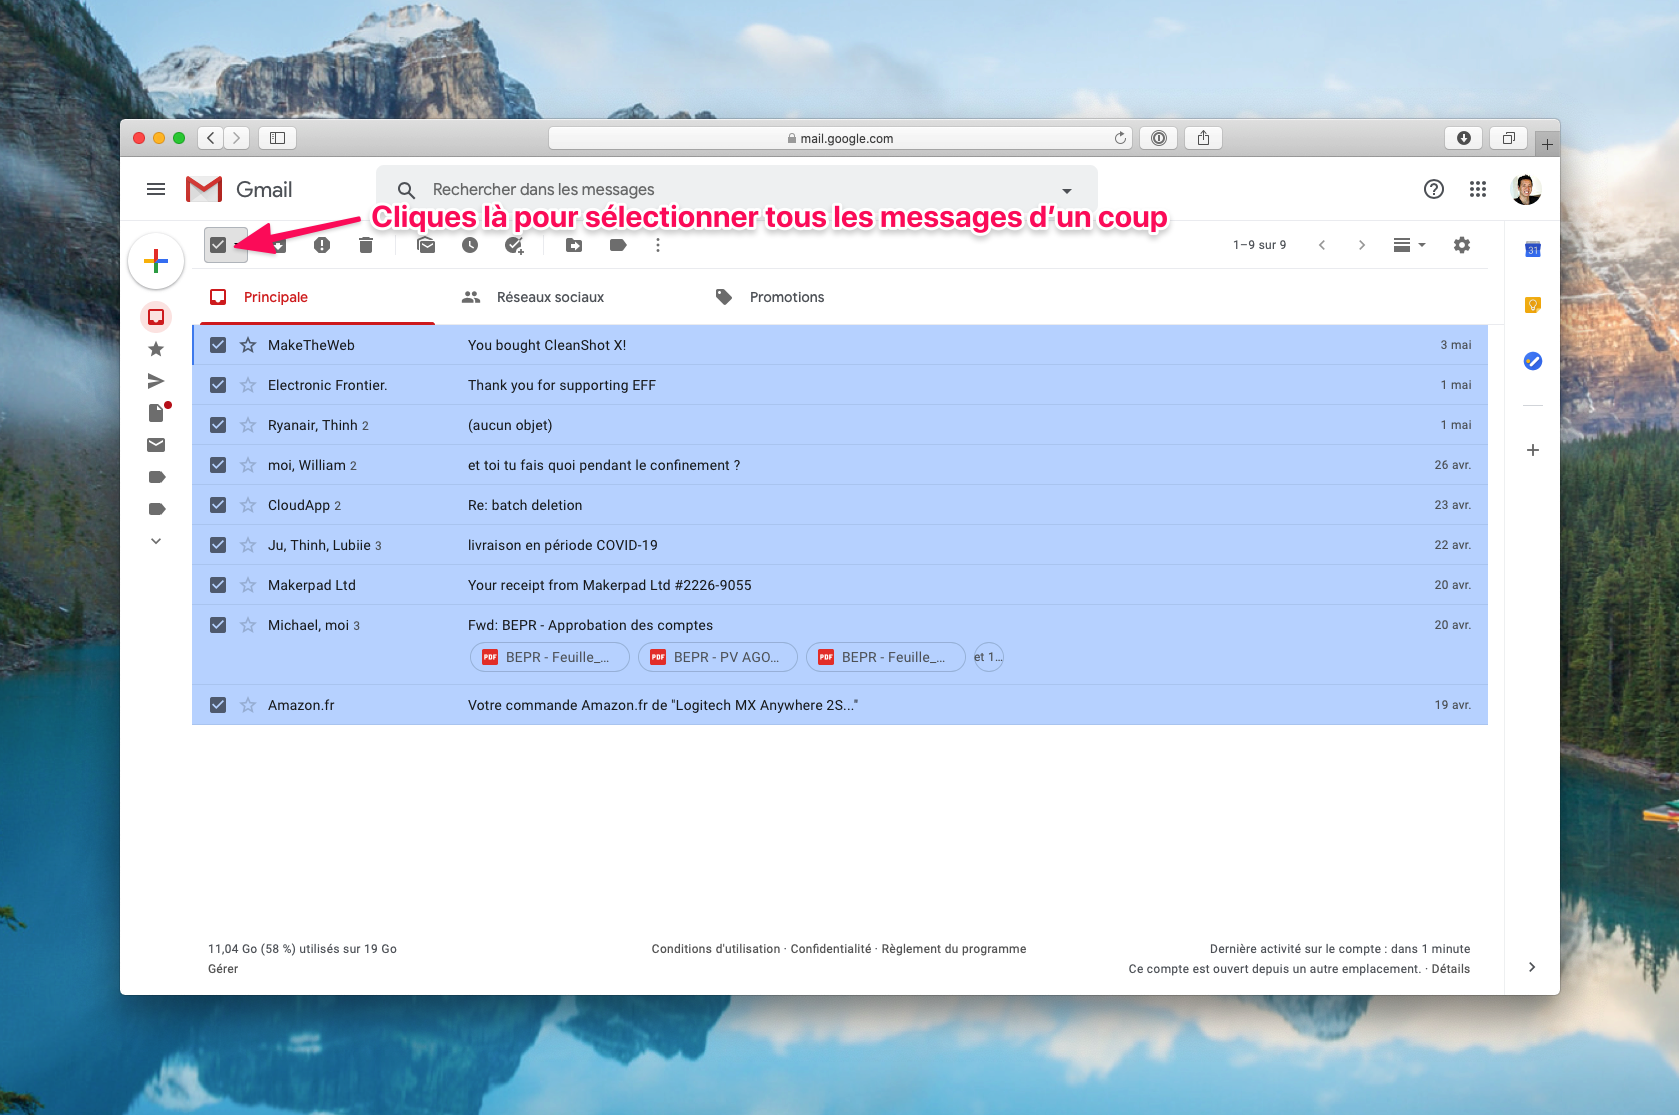 mail.google.com
Gmail
Rechercher dans les messages
Cliques là pour sélectionner tous les messages d'un coup
1–9 sur 9
31
Principale
Réseaux sociaux
Promotions
MakeTheWeb You bought CleanShot X! 3 mai
Electronic Frontier. Thank you for supporting EFF 1 mai
Ryanair, Thinh 2 (aucun objet) 1 mai
moi, William 2 et toi tu fais quoi pendant le confinement ? 26 avr.
CloudApp 2 Re: batch deletion 23 avr.
Ju, Thinh, Lubiie 3 livraison en période COVID-19 22 avr.
Makerpad Ltd Your receipt from Makerpad Ltd #2226-9055 20 avr.
Michael, moi 3 Fwd: BEPR - Approbation des comptes 20 avr.
PDF BEPR - Feuille_... PDF BEPR - PV AGO... PDF BEPR - Feuille_... et 1...
Amazon.fr Votre commande Amazon.fr de "Logitech MX Anywhere 2S..." 19 avr.
11,04 Go (58 %) utilisés sur 19 Go
Gérer
Conditions d'utilisation · Confidentialité · Règlement du programme
Dernière activité sur le compte : dans 1 minute
Ce compte est ouvert depuis un autre emplacement. · Détails